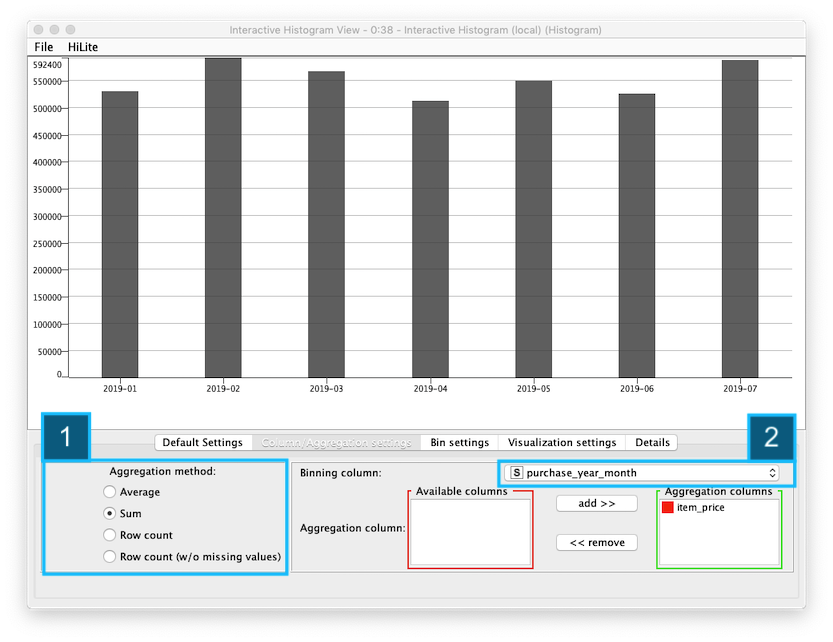 Interactive Histogram View - 0:38 - Interactive Histogram (local) (Histogram)
File HiLite
592400
550000
500000
450000
400000
350000
300000
250000
200000
150000
100000
50000
0
2019-01 2019-02 2019-03 2019-04 2019-05 2019-06 2019-07
1
2
Default Settings Column/Aggregation settings Bin settings Visualization settings Details
Aggregation method:
Average
Sum
Row count
Row count (w/o missing values)
Binning column:
S purchase_year_month
Aggregation column:
Available columns
add >>
<< remove
Aggregation columns
item_price